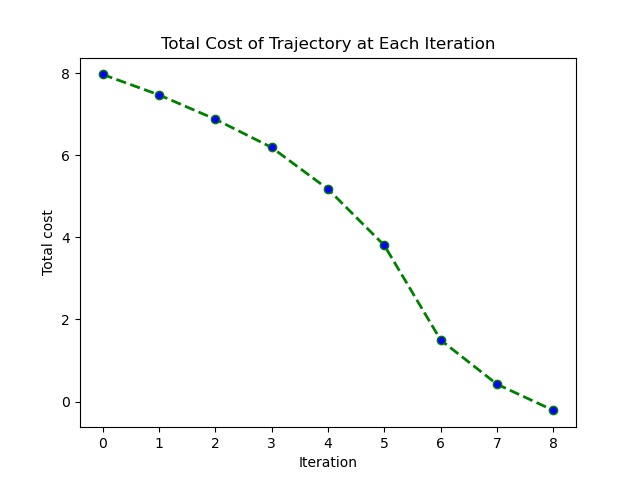 Total Cost of Trajectory at Each Iteration
8
6
4
2
0
Total cost
0 1 2 3 4 5 6 7 8
Iteration